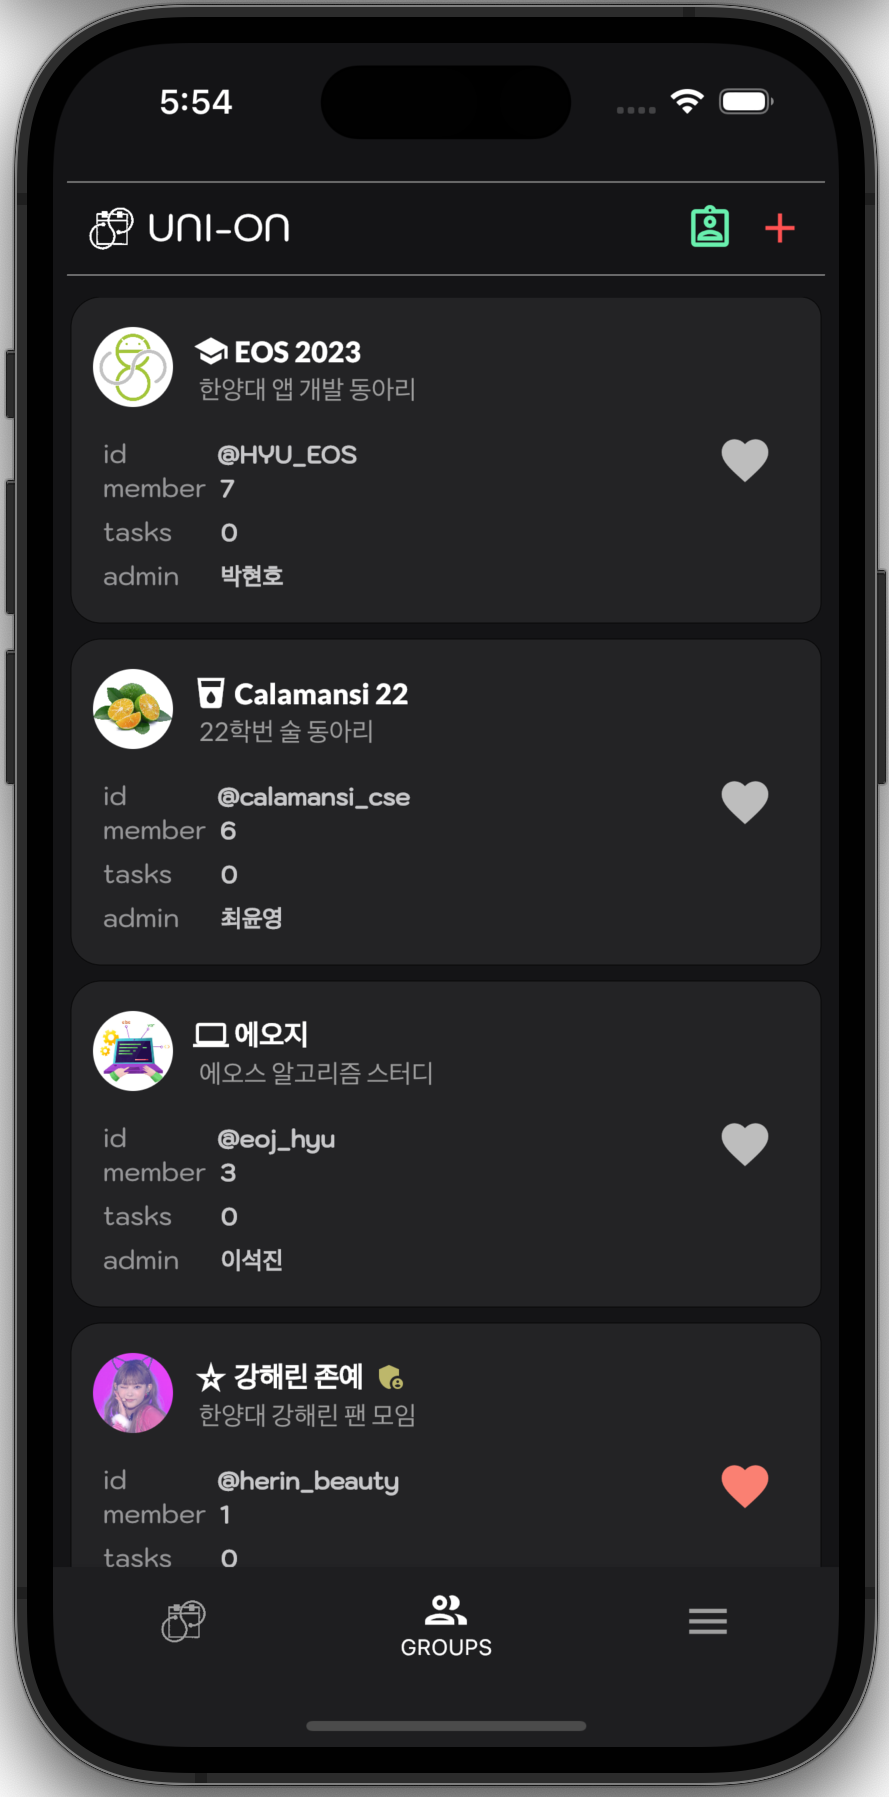 5:54
UNI-ON
EOS 2023
한양대 앱 개발 동아리
id @HYU_EOS
member 7
tasks 0
admin 박현호
Calamansi 22
22학번 술 동아리
id @calamansi_cse
member 6
tasks 0
admin 최윤영
에오지
에오스 알고리즘 스터디
id @eoj_hyu
member 3
tasks 0
admin 이석진
강해린 존예
한양대 강해린 팬 모임
id @herin_beauty
member 1
tasks 0
GROUPS